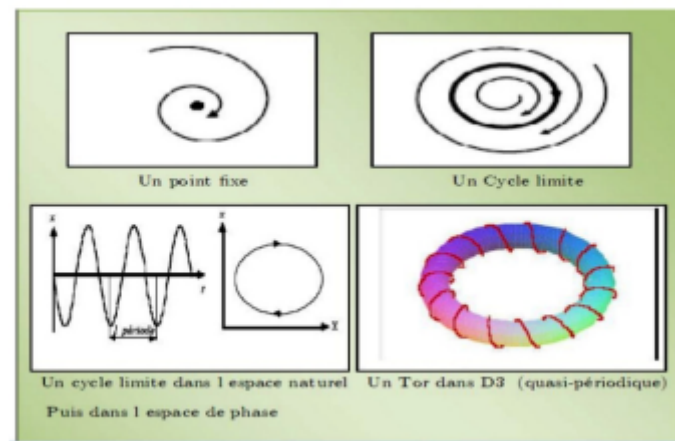 Un point fixe
Un Cycle limite
x
t
période
x
Un cycle limite dans l espace naturel
Puis dans l espace de phase
Un Tor dans D3 (quasi-périodique)